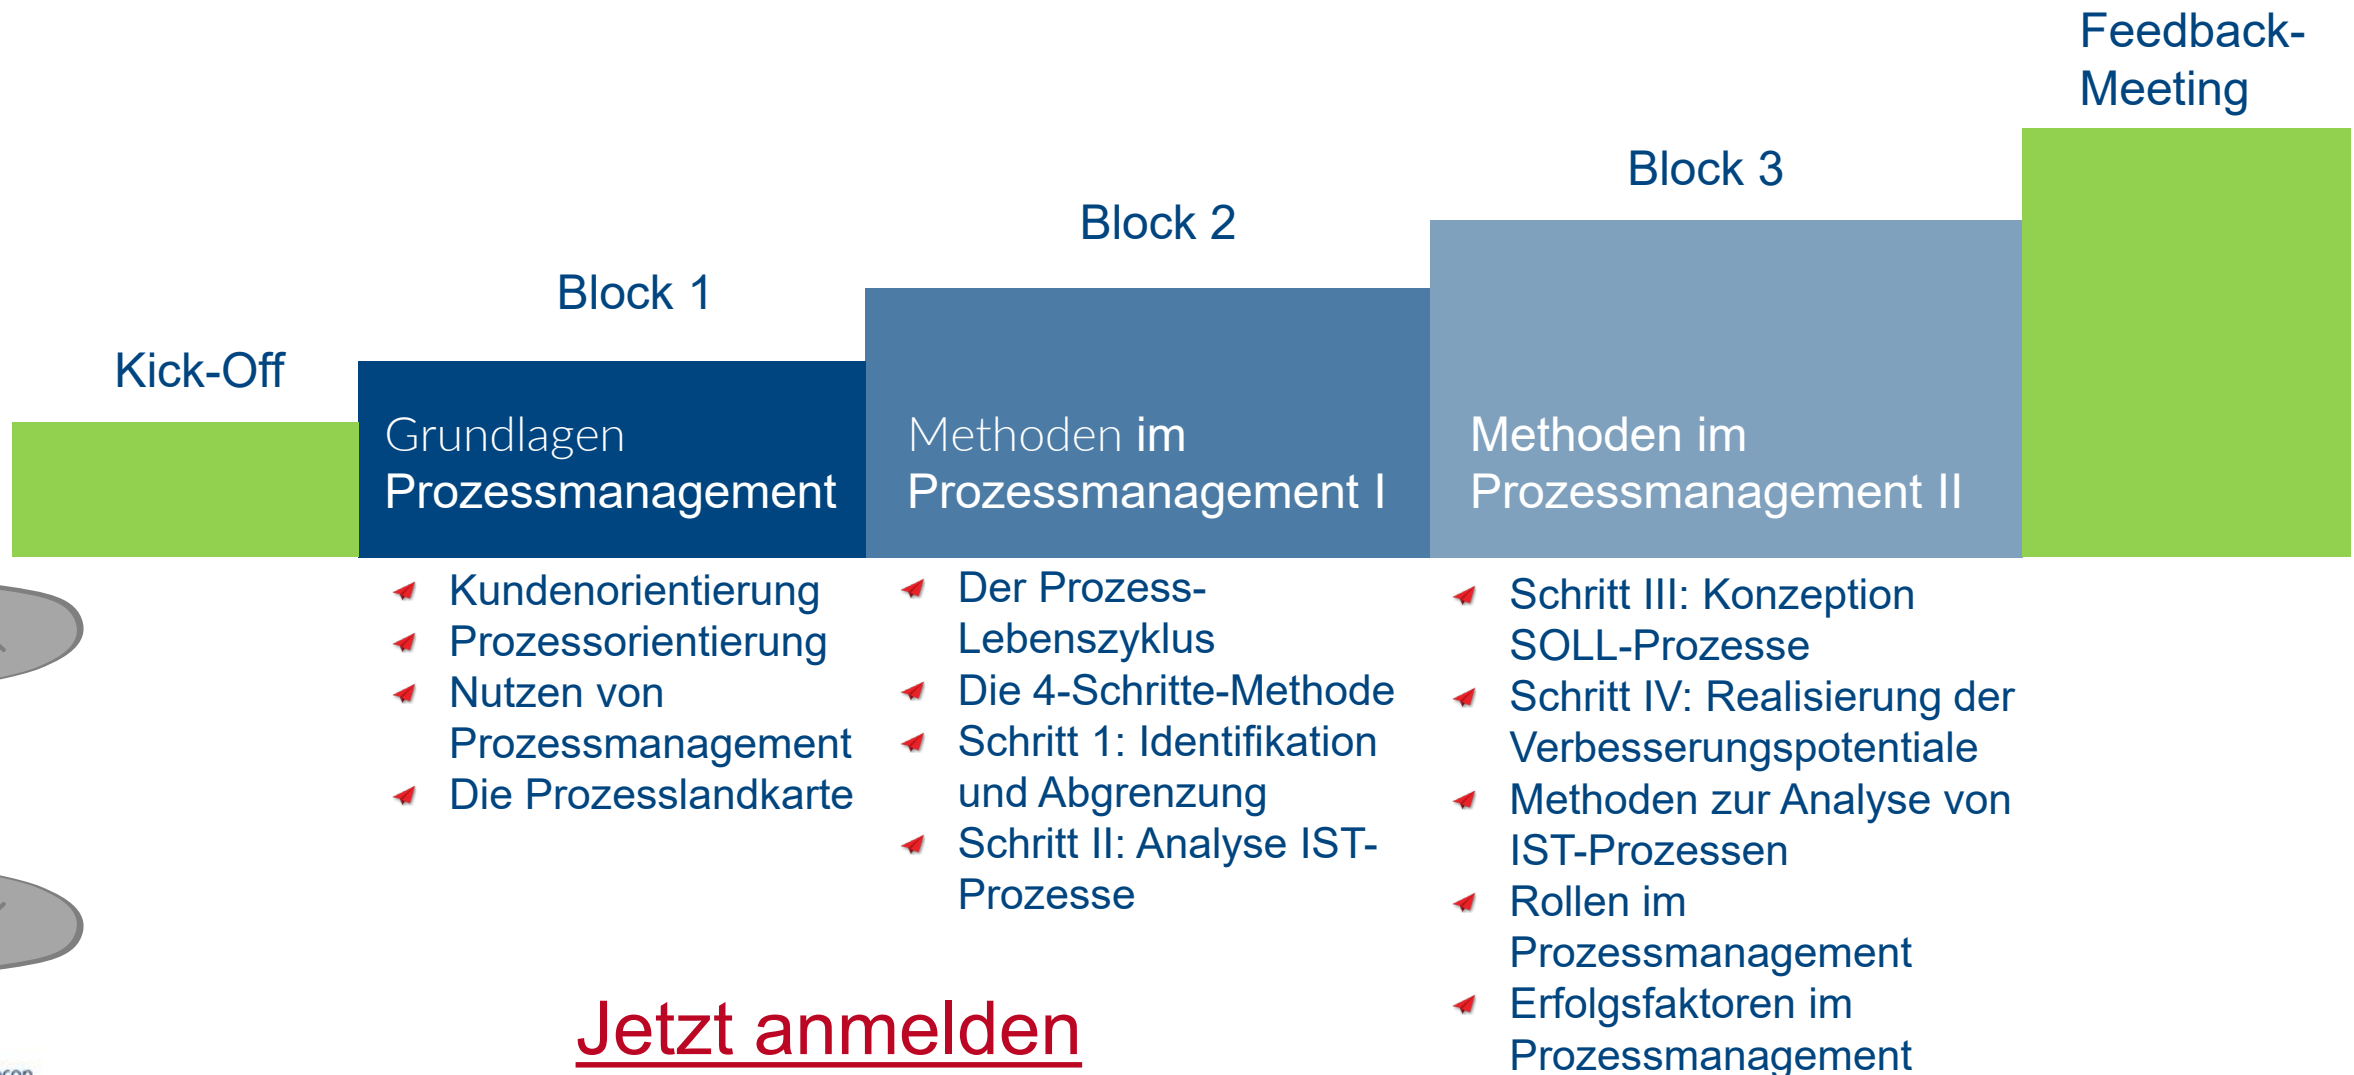 Kick-Off
Block 1
Grundlagen
Prozessmanagement
Kundenorientierung
Prozessorientierung
Nutzen von
Prozessmanagement
Die Prozesslandkarte
Block 2
Methoden im
Prozessmanagement I
Der Prozess-
Lebenszyklus
Die 4-Schritte-Methode
Schritt 1: Identifikation
und Abgrenzung
Schritt II: Analyse IST-
Prozesse
Block 3
Methoden im
Prozessmanagement II
Schritt III: Konzeption
SOLL-Prozesse
Schritt IV: Realisierung der
Verbesserungspotentiale
Methoden zur Analyse von
IST-Prozessen
Rollen im
Prozessmanagement
Erfolgsfaktoren im
Prozessmanagement
Feedback-
Meeting
Jetzt anmelden